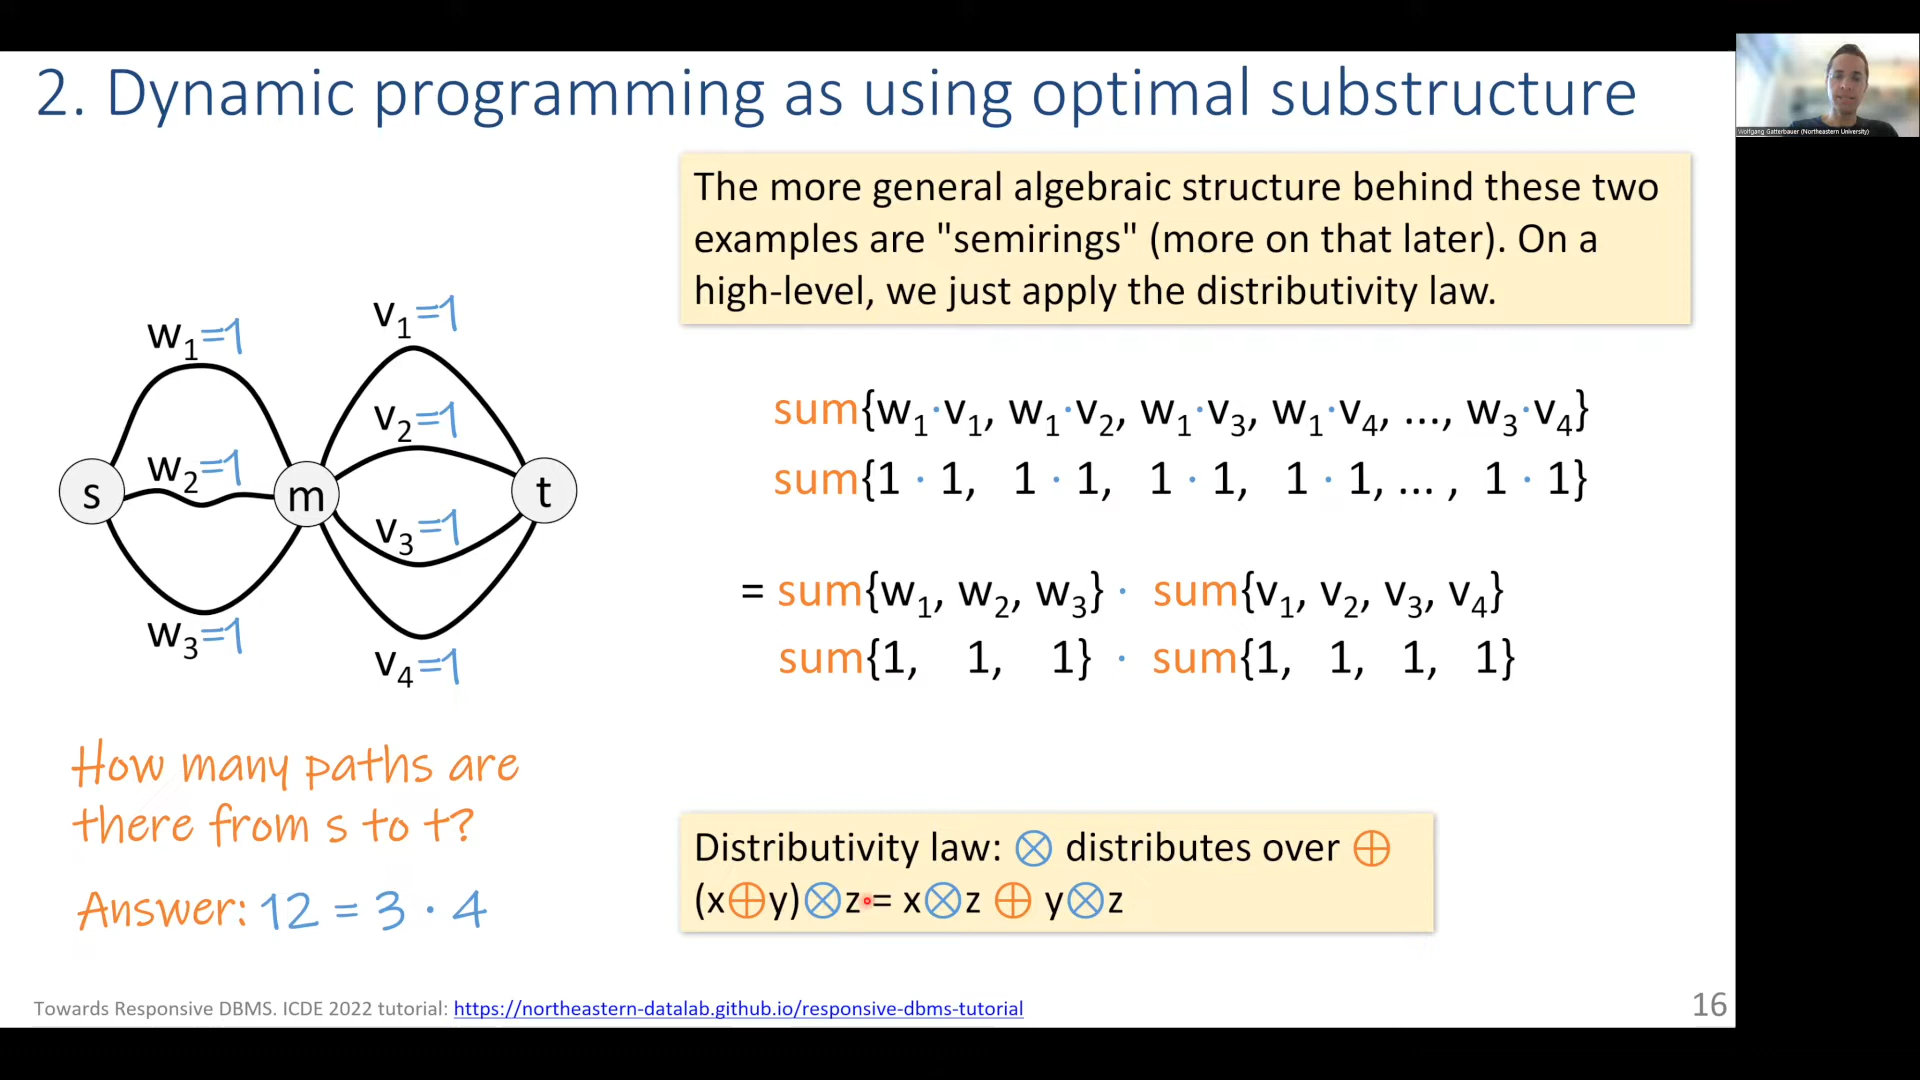 2. Dynamic programming as using optimal substructure
Wolfgang Gatterbauer (Northeastern University)
The more general algebraic structure behind these two
examples are "semirings" (more on that later). On a
high-level, we just apply the distributivity law.
w₁=1
v₁=1
v₂=1
w₂=1
s
m
t
v₃=1
w₃=1
v₄=1
sum{w₁·v₁, w₁·v₂, w₁·v₃, w₁·v₄, ..., w₃·v₄}
sum{1 · 1, 1 · 1, 1 · 1, 1 · 1, ... , 1 · 1}
= sum{w₁, w₂, w₃} · sum{v₁, v₂, v₃, v₄}
sum{1, 1, 1} · sum{1, 1, 1, 1}
How many paths are
there from s to t?
Answer: 12 = 3 · 4
Distributivity law: ⊗ distributes over ⊕
(x⊕y)⊗z = x⊗z ⊕ y⊗z
Towards Responsive DBMS. ICDE 2022 tutorial: https://northeastern-datalab.github.io/responsive-dbms-tutorial
16